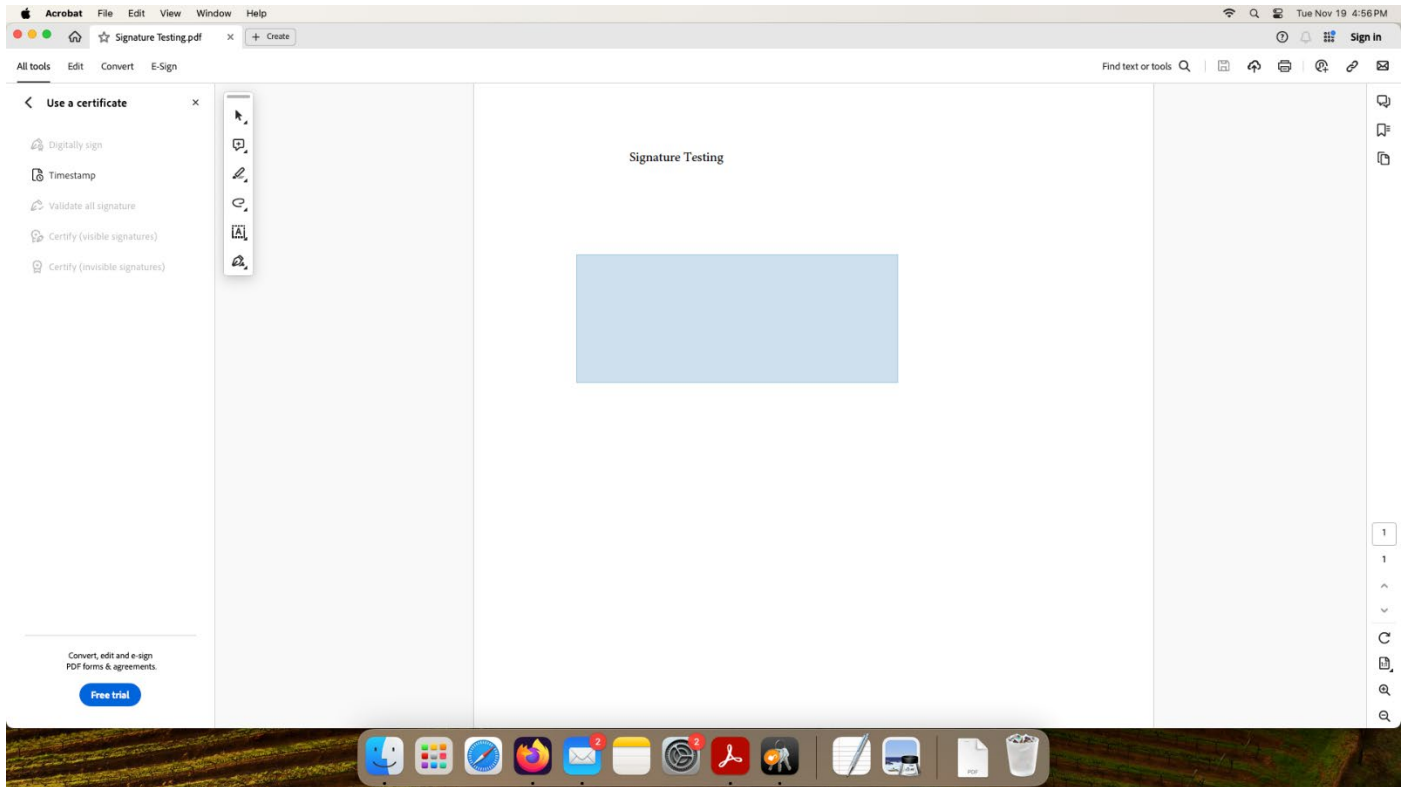 Acrobat File Edit View Window Help Tue Nov 19 4:56 PM
Signature Testing.pdf + Create Sign in
All tools Edit Convert E-Sign Find text or tools
Use a certificate
Digitally sign
Timestamp
Validate all signature
Certify (visible signatures)
Certify (invisible signatures)
Signature Testing
1
1
Convert, edit and e-sign
PDF forms & agreements.
Free trial
2
2
PDF